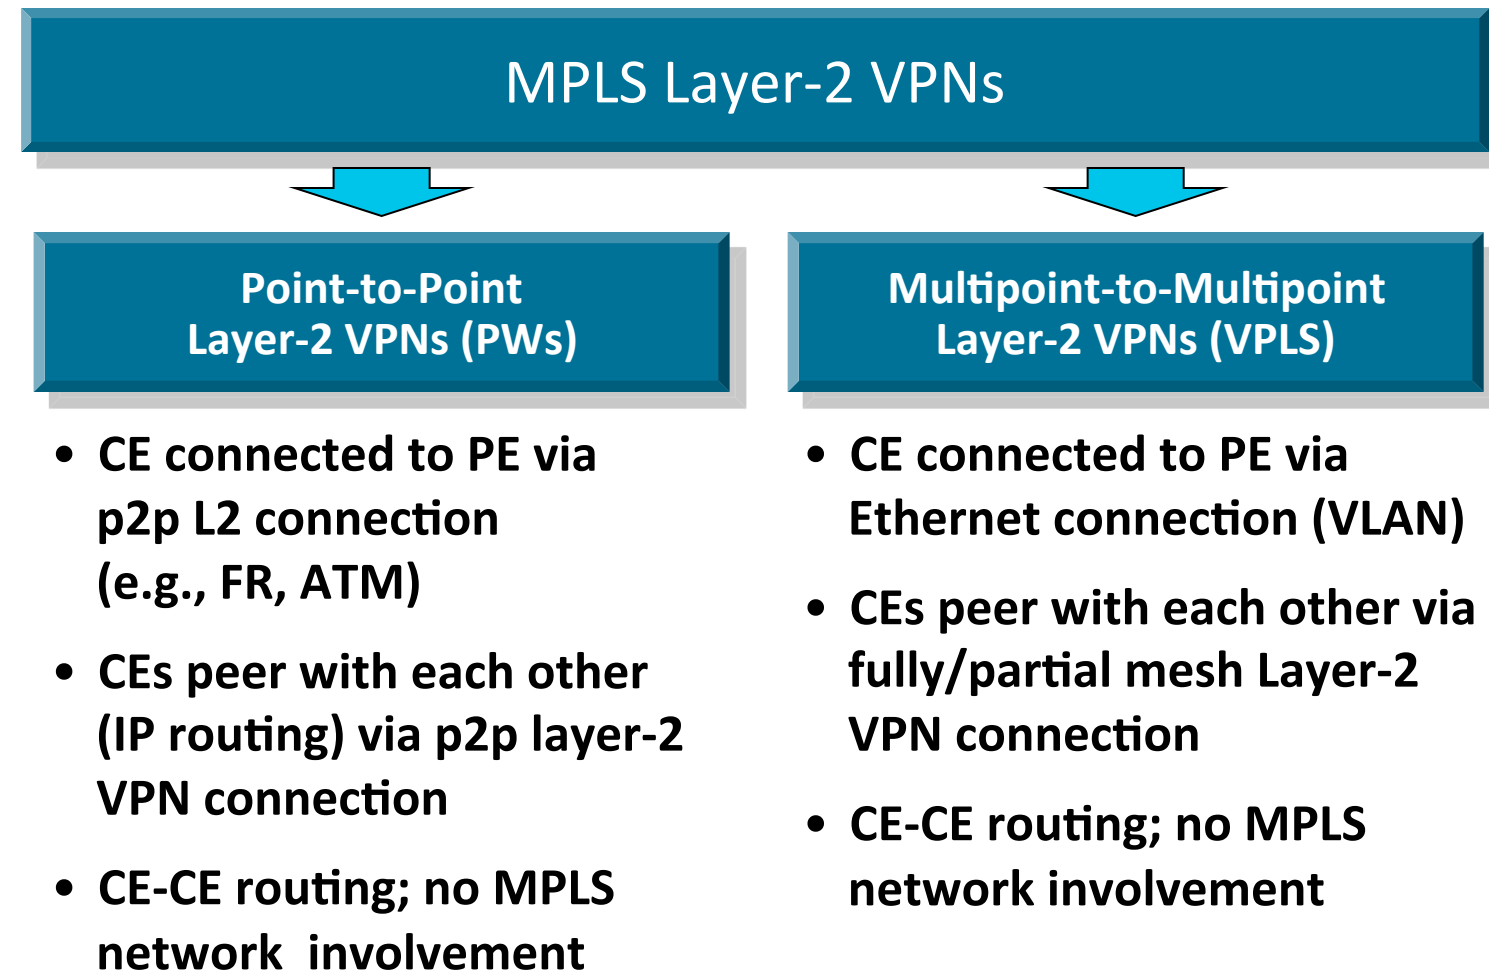 MPLS Layer-2 VPNs
Point-to-Point
Layer-2 VPNs (PWs)
• CE connected to PE via
p2p L2 connection
(e.g., FR, ATM)
• CEs peer with each other
(IP routing) via p2p layer-2
VPN connection
• CE-CE routing; no MPLS
network  involvement
Multipoint-to-Multipoint
Layer-2 VPNs (VPLS)
• CE connected to PE via
Ethernet connection (VLAN)
• CEs peer with each other via
fully/partial mesh Layer-2
VPN connection
• CE-CE routing; no MPLS
network involvement